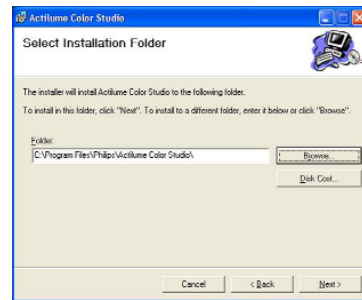 Actilume Color Studio
Select Installation Folder
The installer will install Actilume Color Studio to the following folder.
To install in this folder, click "Next". To install to a different folder, enter it below or click "Browse".
Folder:
C:\Program Files\Philips\Actilume Color Studio\
Browse...
Disk Cost...
Cancel
< Back
Next >